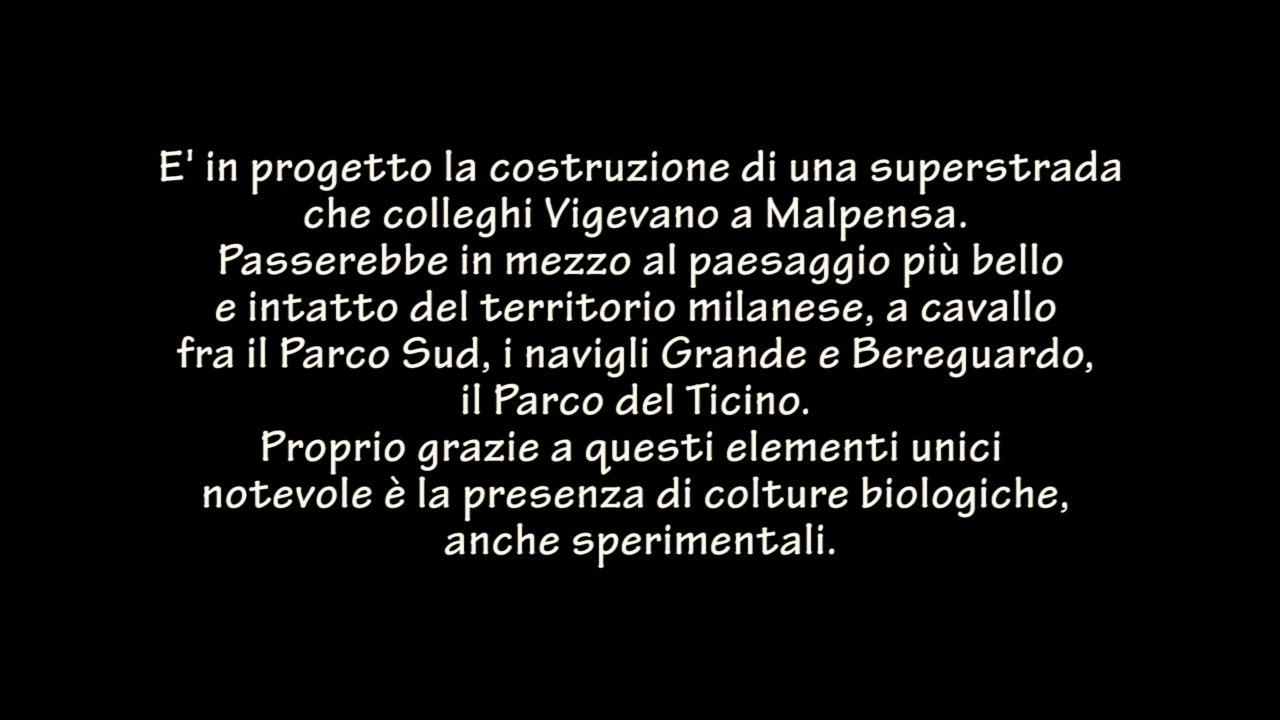 E' in progetto la costruzione di una superstrada
che colleghi Vigevano a Malpensa.
Passerebbe in mezzo al paesaggio più bello
e intatto del territorio milanese, a cavallo
fra il Parco Sud, i navigli Grande e Bereguardo,
il Parco del Ticino.
Proprio grazie a questi elementi unici
notevole è la presenza di colture biologiche,
anche sperimentali.